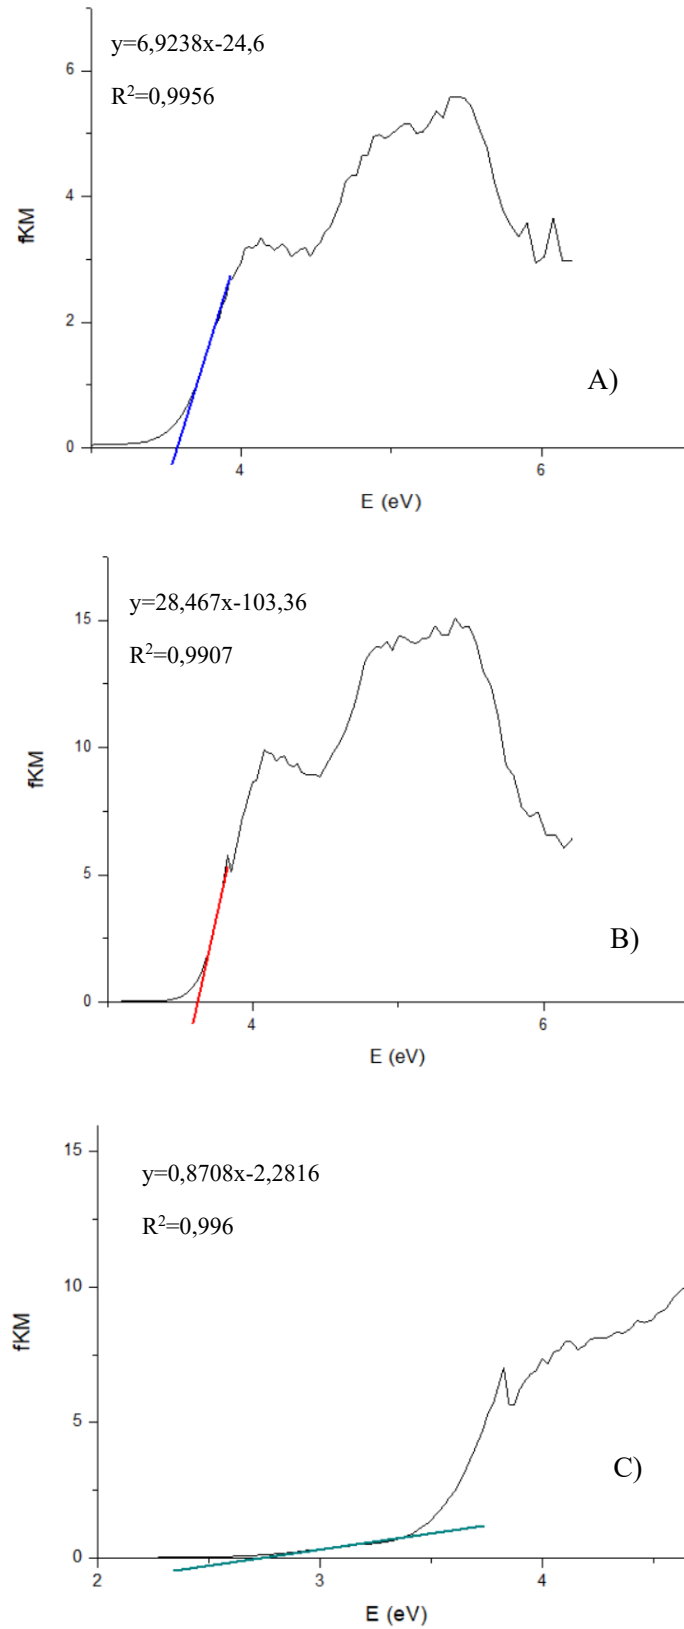 y=6,9238x-24,6
R²=0,9956
6
4
2
0
fKM
4
6
E (eV)
A)
y=28,467x-103,36
R²=0,9907
15
10
5
0
fKM
4
6
E (eV)
B)
y=0,8708x-2,2816
R²=0,996
15
10
5
0
fKM
2
3
4
E (eV)
C)